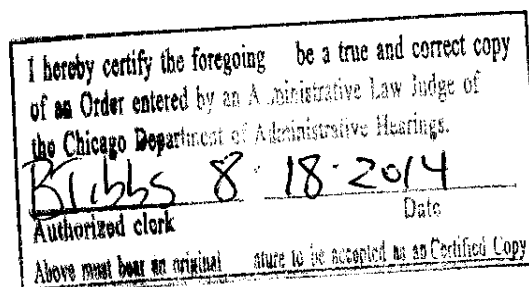 I hereby certify the foregoing be a true and correct copy
of an Order entered by an Administrative Law Judge of
the Chicago Department of Administrative Hearings.
8 · 18 · 2014
Authorized clerk Date
Above must bear an original ature to be accepted as an Certified Copy